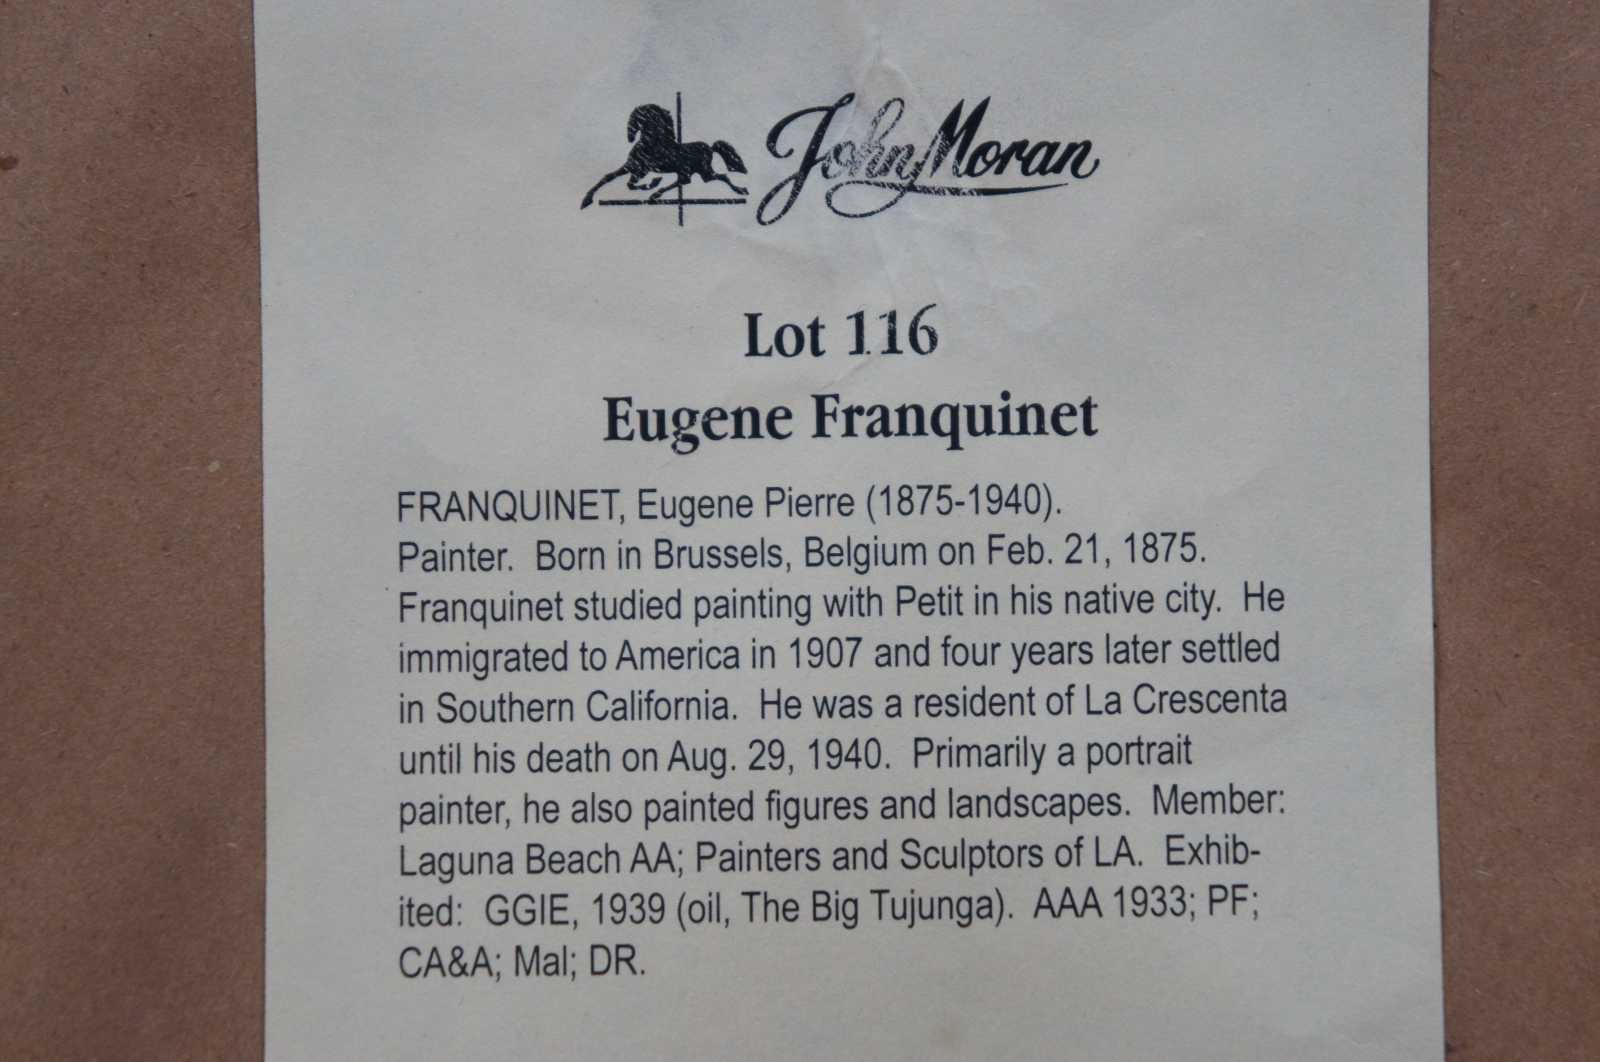 John Moran
Lot 116
Eugene Franquinet
FRANQUINET, Eugene Pierre (1875-1940).
Painter. Born in Brussels, Belgium on Feb. 21, 1875.
Franquinet studied painting with Petit in his native city. He
immigrated to America in 1907 and four years later settled
in Southern California. He was a resident of La Crescenta
until his death on Aug. 29, 1940. Primarily a portrait
painter, he also painted figures and landscapes. Member:
Laguna Beach AA; Painters and Sculptors of LA. Exhib-
ited: GGIE, 1939 (oil, The Big Tujunga). AAA 1933; PF;
CA&A; Mal; DR.